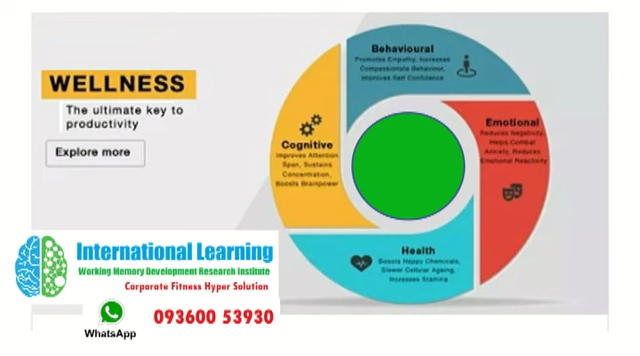 WELLNESS
The ultimate key to
productivity
Explore more
Behavioural
Promotes Empathy, Increases
Compassionate Behaviour,
Improves Self Confidence
Emotional
Reduces Negativity,
Helps Combat
Anxiety, Reduces
Emotional Reactivity
Cognitive
Improves Attention
Span, Sustains
Concentration,
Boosts Brainpower
Health
Boosts Happy Chemicals,
Slower Cellular Ageing,
Increases Stamina
International Learning
Working Memory Development Research Institute
Corporate Fitness Hyper Solution
WhatsApp
093600 53930